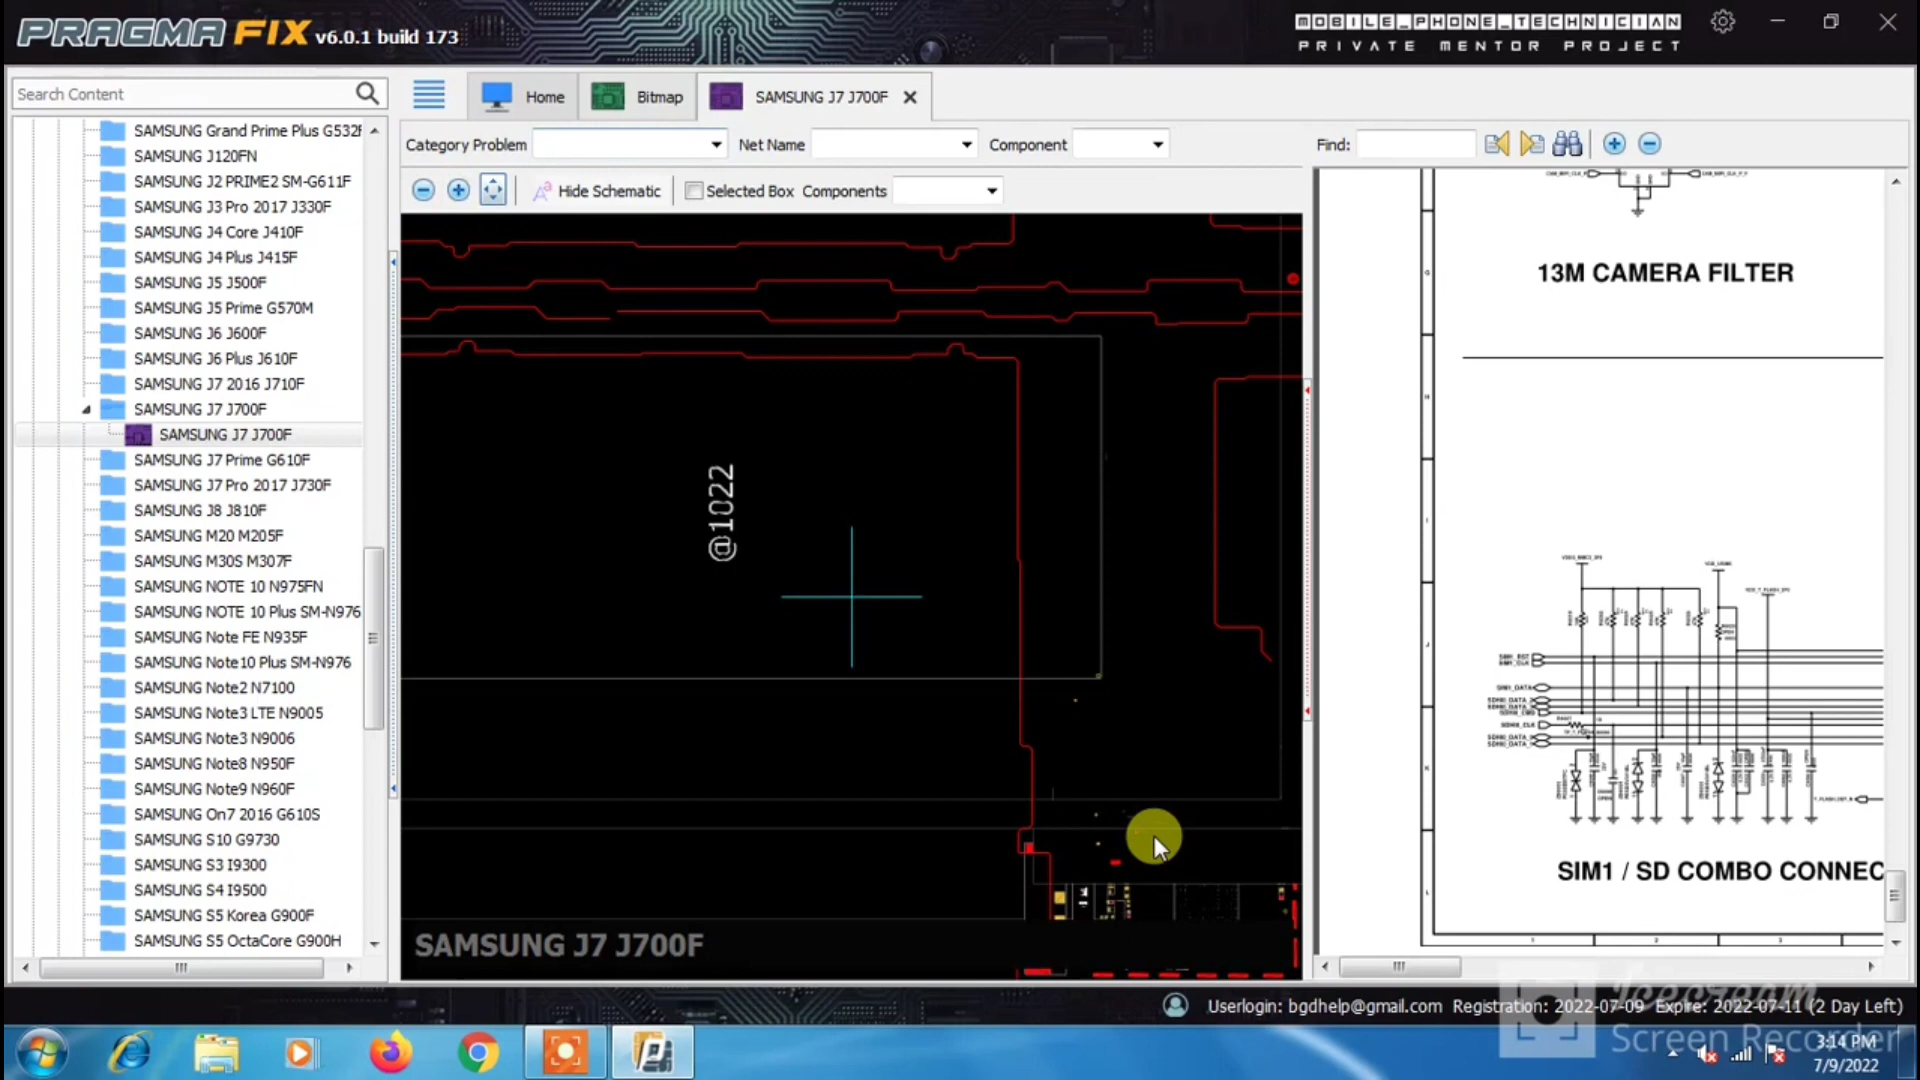 PRAGMA FIX v6.0.1 build 173
MOBILE_PHONE_TECHNICIAN
PRIVATE MENTOR PROJECT
Search Content
Home
Bitmap
SAMSUNG J7 J700F
Category Problem
Net Name
Component
Find:
Hide Schematic
Selected Box
Components
SAMSUNG Grand Prime Plus G532F
SAMSUNG J120FN
SAMSUNG J2 PRIME2 SM-G611F
SAMSUNG J3 Pro 2017 J330F
SAMSUNG J4 Core J410F
SAMSUNG J4 Plus J415F
SAMSUNG J5 J500F
SAMSUNG J5 Prime G570M
SAMSUNG J6 J600F
SAMSUNG J6 Plus J610F
SAMSUNG J7 2016 J710F
SAMSUNG J7 J700F
SAMSUNG J7 J700F
SAMSUNG J7 Prime G610F
SAMSUNG J7 Pro 2017 J730F
SAMSUNG J8 J810F
SAMSUNG M20 M205F
SAMSUNG M30S M307F
SAMSUNG NOTE 10 N975FN
SAMSUNG NOTE 10 Plus SM-N976
SAMSUNG Note FE N935F
SAMSUNG Note10 Plus SM-N976
SAMSUNG Note2 N7100
SAMSUNG Note3 LTE N9005
SAMSUNG Note3 N9006
SAMSUNG Note8 N950F
SAMSUNG Note9 N960F
SAMSUNG On7 2016 G610S
SAMSUNG S10 G9730
SAMSUNG S3 I9300
SAMSUNG S4 I9500
SAMSUNG S5 Korea G900F
SAMSUNG S5 OctaCore G900H
@1022
SAMSUNG J7 J700F
13M CAMERA FILTER
SIM1_RST
SIM1_CLK
SIM1_DATA
SIM1 / SD COMBO CONNEC
Userlogin: bgdhelp@gmail.com Registration: 2022-07-09 Expire: 2022-07-11 (2 Day Left)
Icecream
Screen Recorder
3:14 PM
7/9/2022